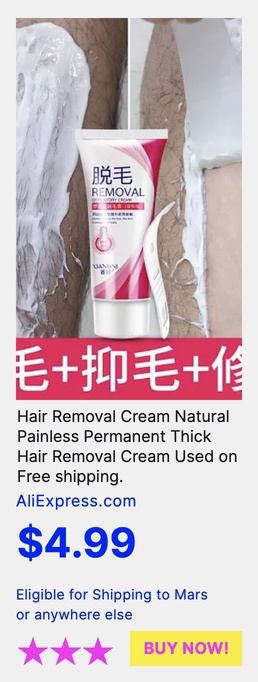 脱毛
REMOVAL
XIANGNI
毛+抑毛+修
Hair Removal Cream Natural
Painless Permanent Thick
Hair Removal Cream Used on
Free shipping.
AliExpress.com
$4.99
Eligible for Shipping to Mars
or anywhere else
BUY NOW!